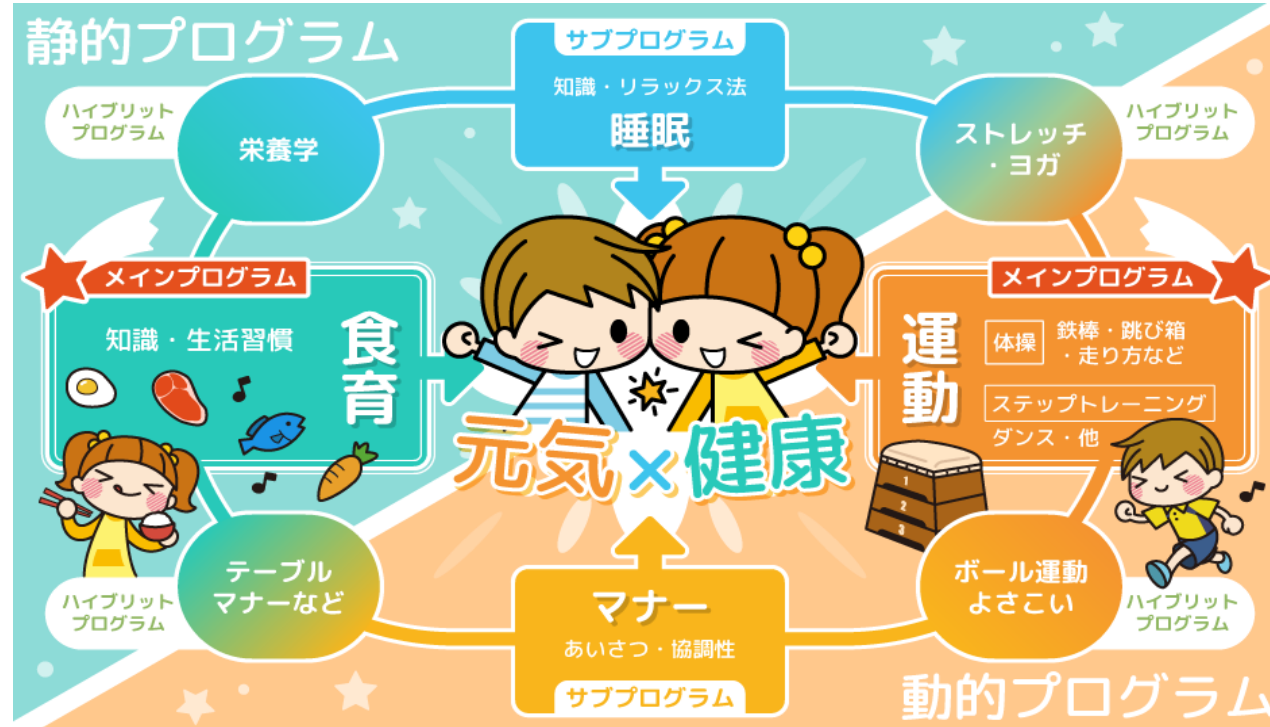 静的プログラム
サブプログラム
知識・リラックス法
睡眠
ハイブリット
プログラム
栄養学
ストレッチ
・ヨガ
ハイブリット
プログラム
メインプログラム
知識・生活習慣
食育
メインプログラム
運動
体操
鉄棒・跳び箱
・走り方など
ステップトレーニング
ダンス・他
元気×健康
1
2
3
テーブル
マナーなど
ハイブリット
プログラム
マナー
あいさつ・協調性
サブプログラム
ボール運動
よさこい
ハイブリット
プログラム
動的プログラム